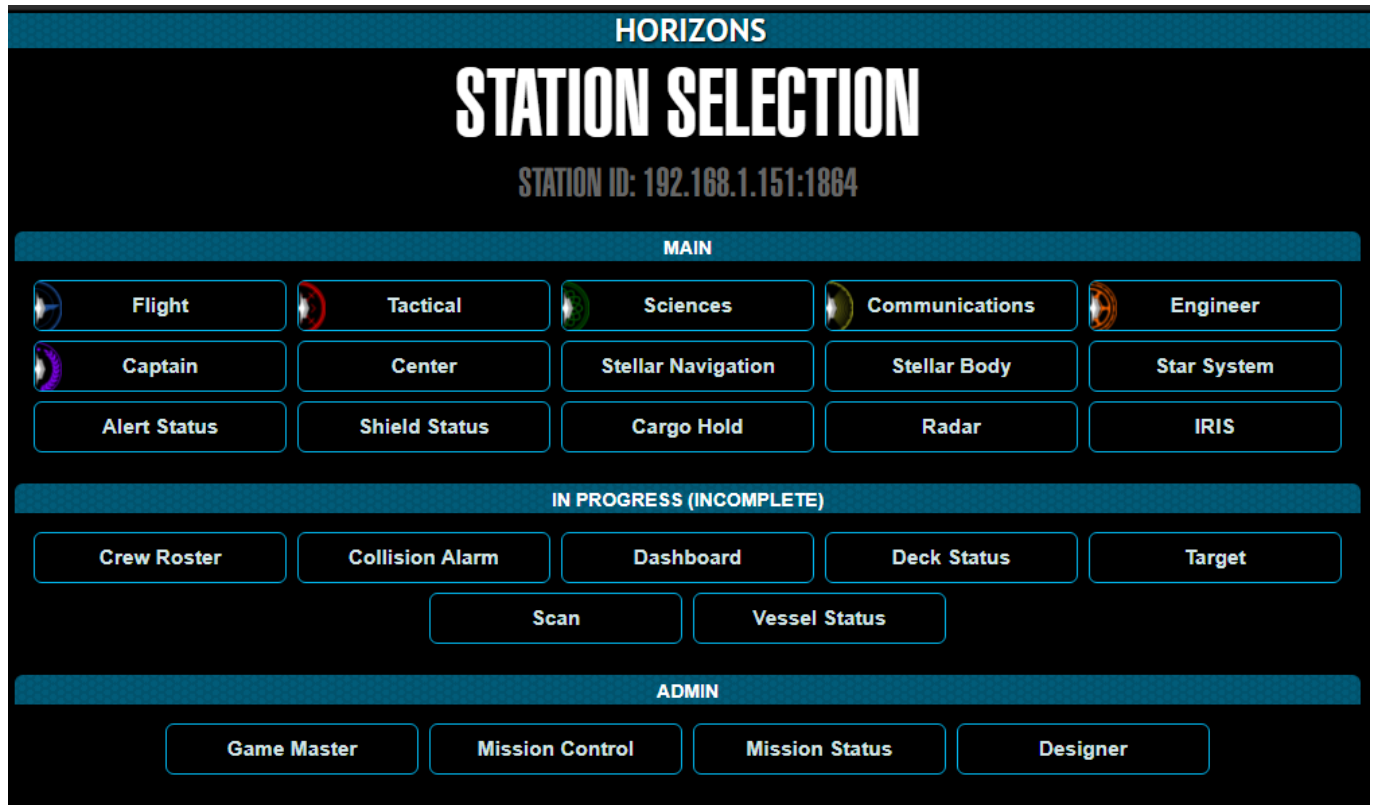 HORIZONS
STATION SELECTION
STATION ID: 192.168.1.151:1864
MAIN
Flight Tactical Sciences Communications Engineer
Captain Center Stellar Navigation Stellar Body Star System
Alert Status Shield Status Cargo Hold Radar IRIS
IN PROGRESS (INCOMPLETE)
Crew Roster Collision Alarm Dashboard Deck Status Target
Scan Vessel Status
ADMIN
Game Master Mission Control Mission Status Designer